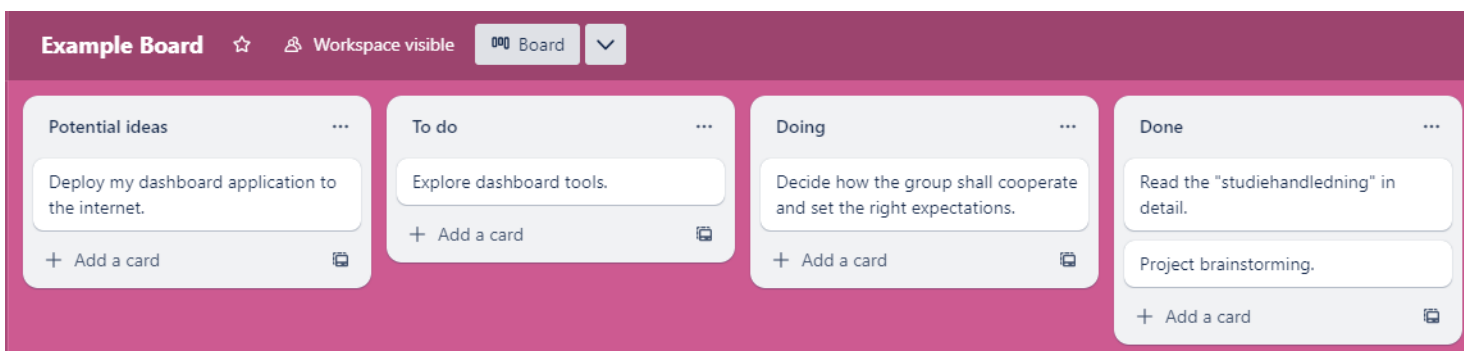 Example Board
Workspace visible
Board
Potential ideas
Deploy my dashboard application to
the internet.
Add a card
To do
Explore dashboard tools.
Add a card
Doing
Decide how the group shall cooperate
and set the right expectations.
Add a card
Done
Read the "studiehandledning" in
detail.
Project brainstorming.
Add a card